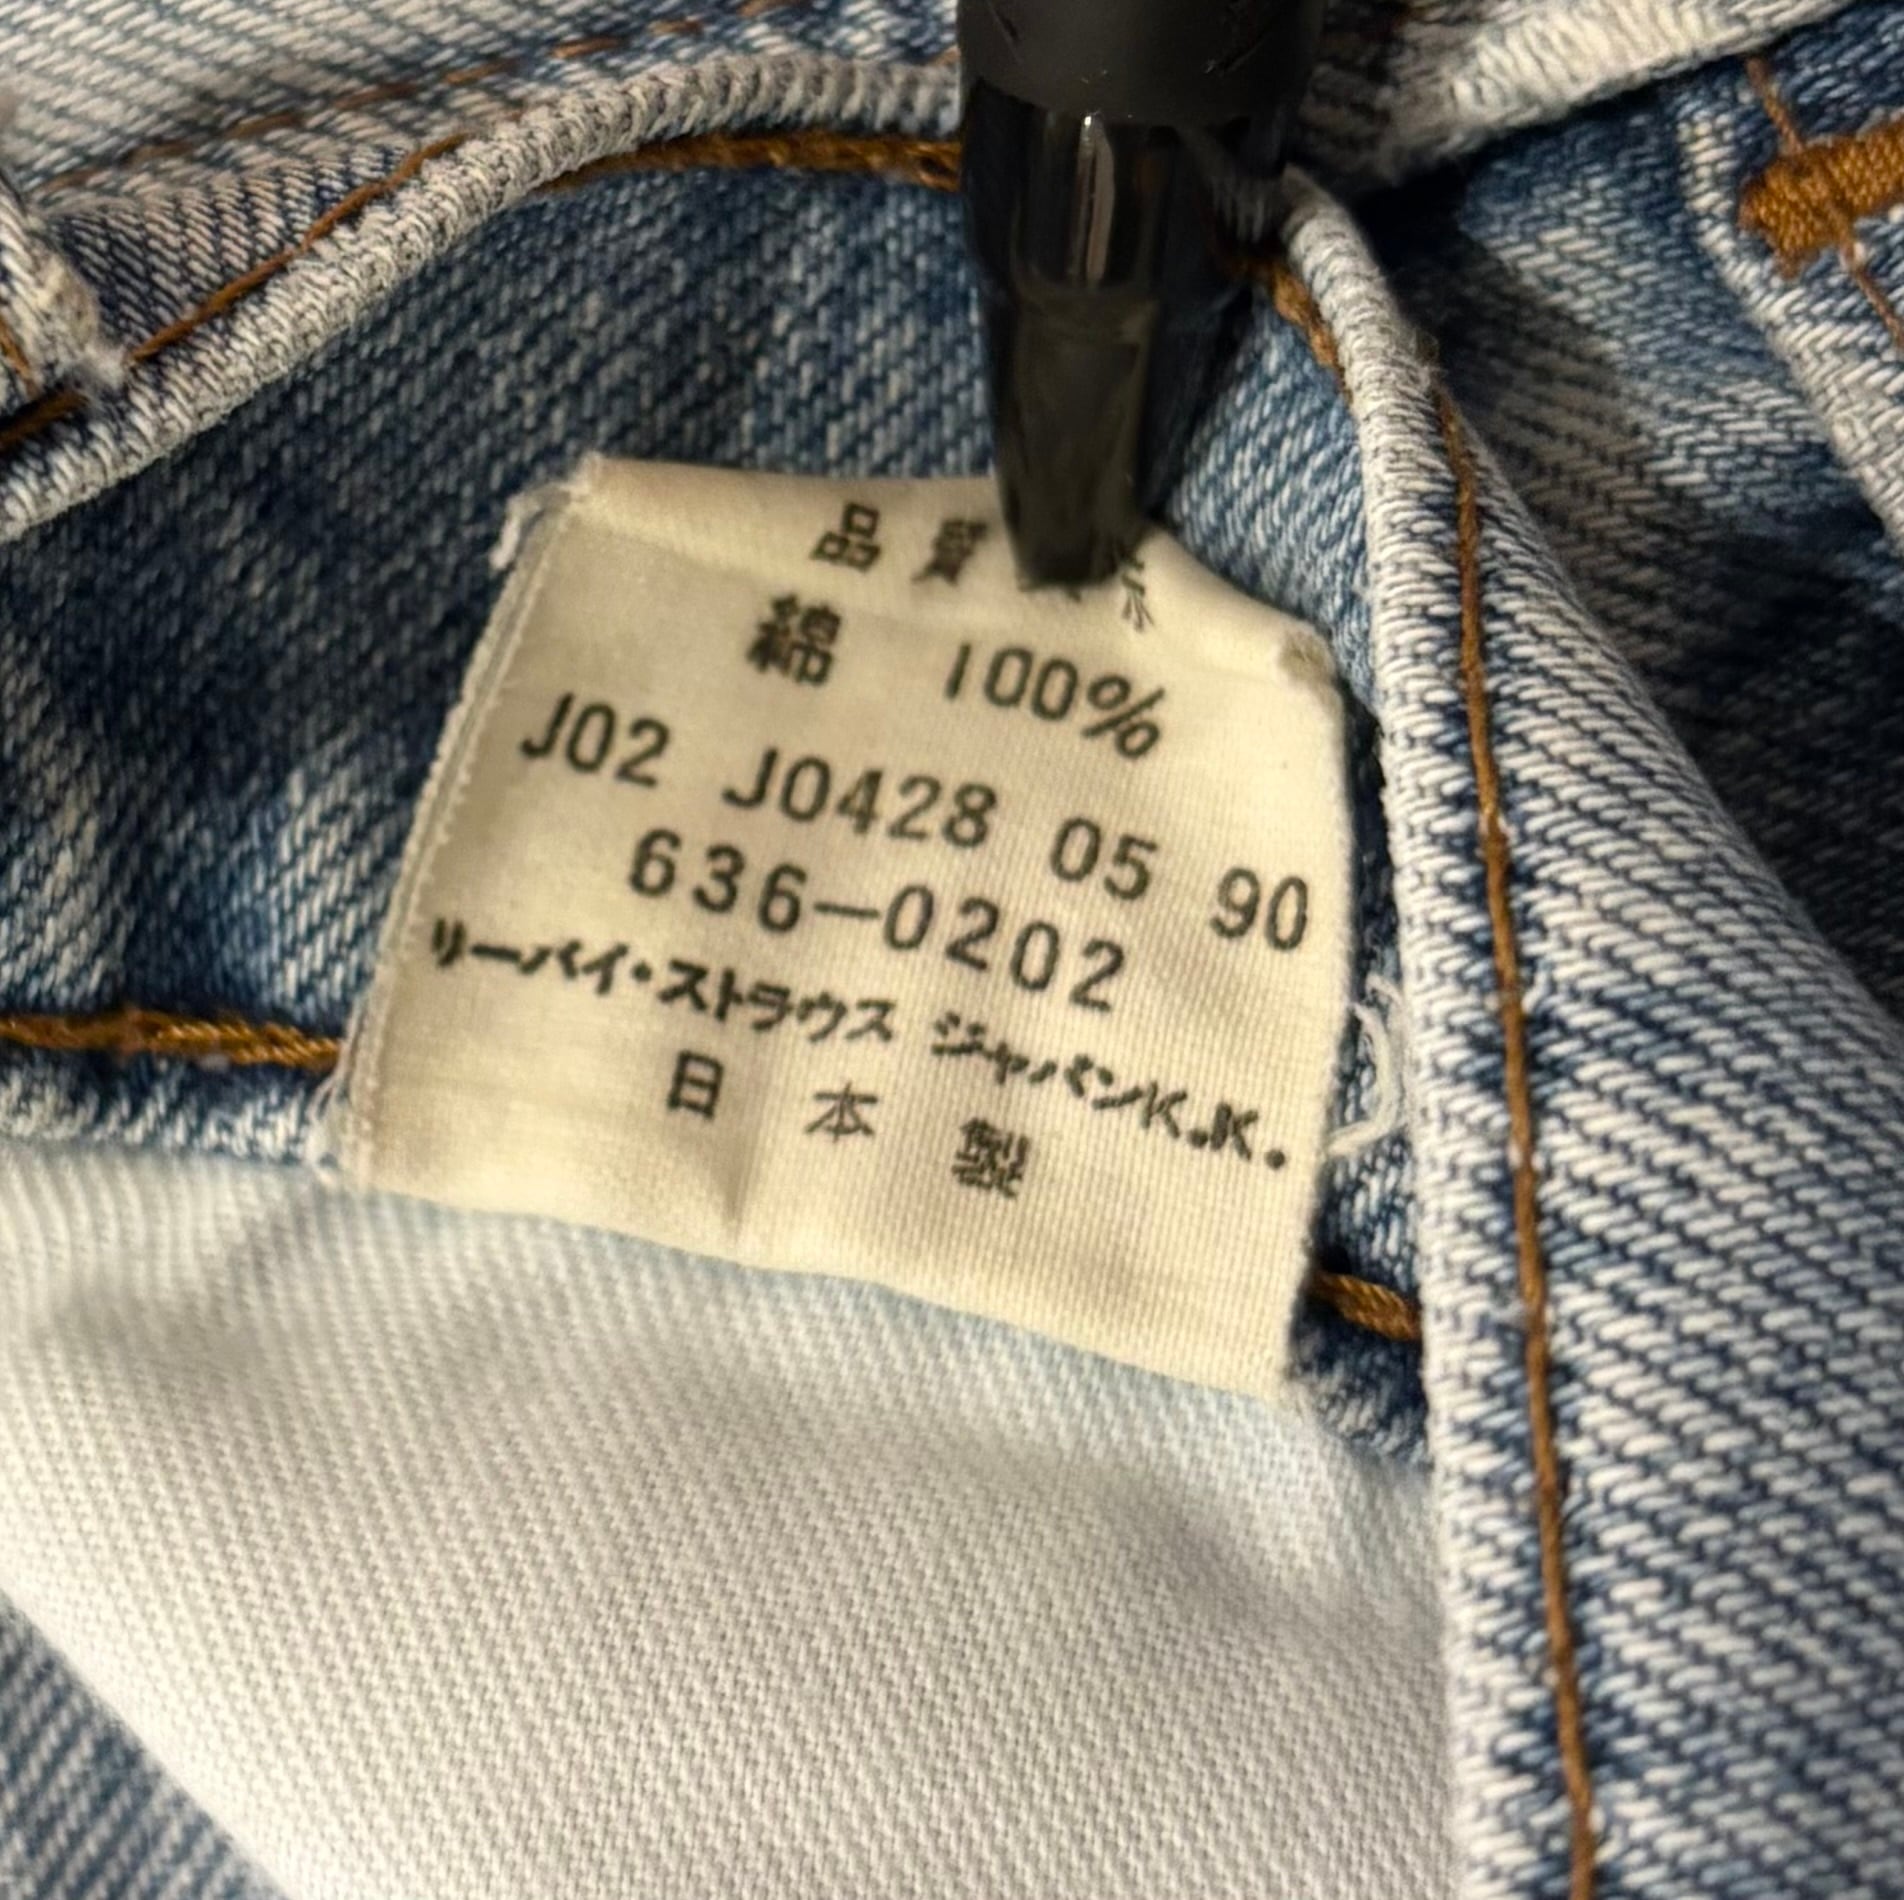 品質 示
綿 100%
J02 J0428 05 90
636-0202
リーバイ・ストラウス ジャパンK.K.
日本製